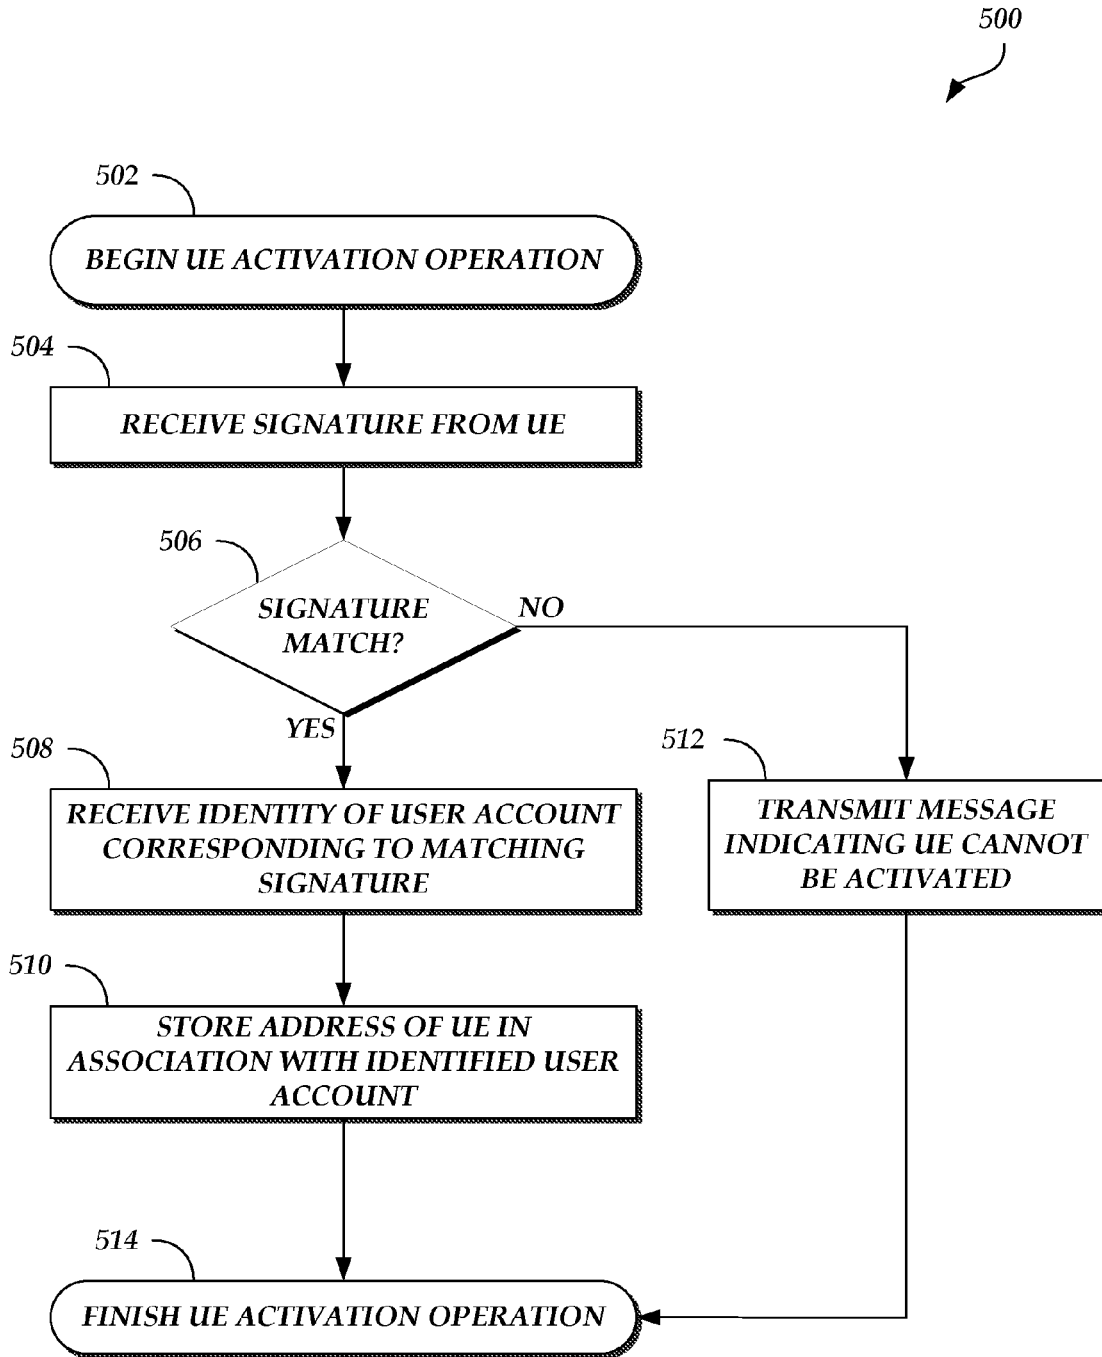 500
502
BEGIN UE ACTIVATION OPERATION
504
RECEIVE SIGNATURE FROM UE
506
SIGNATURE
MATCH?
NO
YES
508
RECEIVE IDENTITY OF USER ACCOUNT
CORRESPONDING TO MATCHING
SIGNATURE
512
TRANSMIT MESSAGE
INDICATING UE CANNOT
BE ACTIVATED
510
STORE ADDRESS OF UE IN
ASSOCIATION WITH IDENTIFIED USER
ACCOUNT
514
FINISH UE ACTIVATION OPERATION